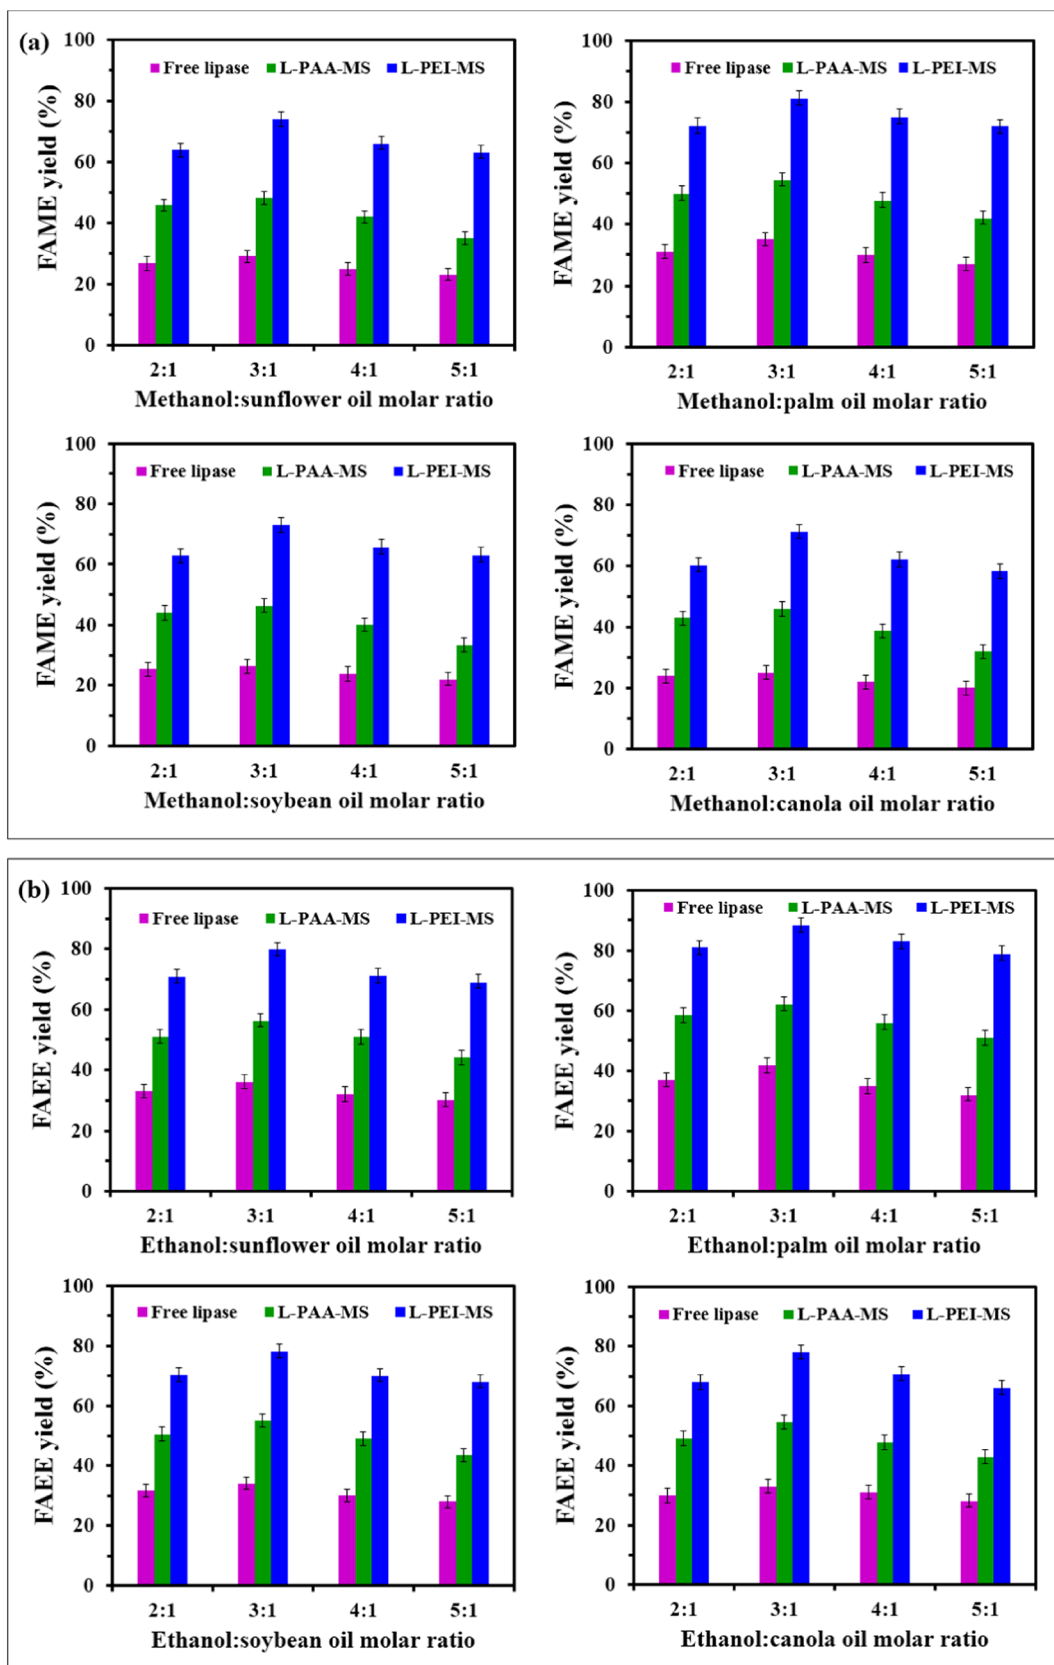 (a)
100
80
60
40
20
0
FAME yield (%)
Free lipase L-PAA-MS L-PEI-MS
2:1 3:1 4:1 5:1
Methanol:sunflower oil molar ratio
100
80
60
40
20
0
FAME yield (%)
Free lipase L-PAA-MS L-PEI-MS
2:1 3:1 4:1 5:1
Methanol:palm oil molar ratio
100
80
60
40
20
0
FAME yield (%)
Free lipase L-PAA-MS L-PEI-MS
2:1 3:1 4:1 5:1
Methanol:soybean oil molar ratio
100
80
60
40
20
0
FAME yield (%)
Free lipase L-PAA-MS L-PEI-MS
2:1 3:1 4:1 5:1
Methanol:canola oil molar ratio
(b)
100
80
60
40
20
0
FAEE yield (%)
Free lipase L-PAA-MS L-PEI-MS
2:1 3:1 4:1 5:1
Ethanol:sunflower oil molar ratio
100
80
60
40
20
0
FAEE yield (%)
Free lipase L-PAA-MS L-PEI-MS
2:1 3:1 4:1 5:1
Ethanol:palm oil molar ratio
100
80
60
40
20
0
FAEE yield (%)
Free lipase L-PAA-MS L-PEI-MS
2:1 3:1 4:1 5:1
Ethanol:soybean oil molar ratio
100
80
60
40
20
0
FAEE yield (%)
Free lipase L-PAA-MS L-PEI-MS
2:1 3:1 4:1 5:1
Ethanol:canola oil molar ratio